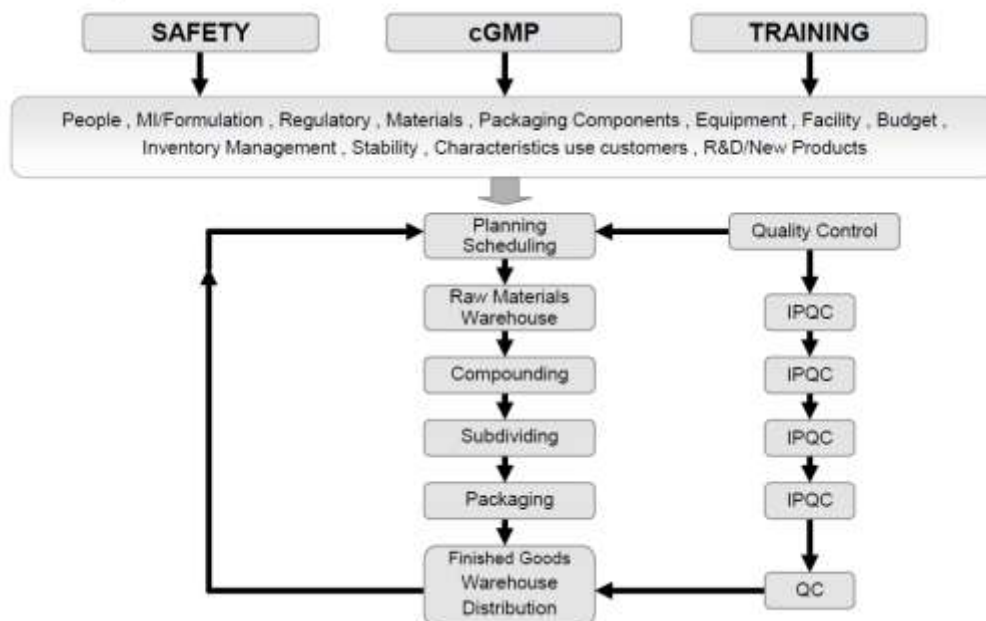 SAFETY
cGMP
TRAINING
People , MI/Formulation , Regulatory , Materials , Packaging Components , Equipment , Facility , Budget ,
Inventory Management , Stability , Characteristics use customers , R&D/New Products
Planning
Scheduling
Quality Control
Raw Materials
Warehouse
IPQC
Compounding
IPQC
Subdividing
IPQC
Packaging
IPQC
Finished Goods
Warehouse
Distribution
QC